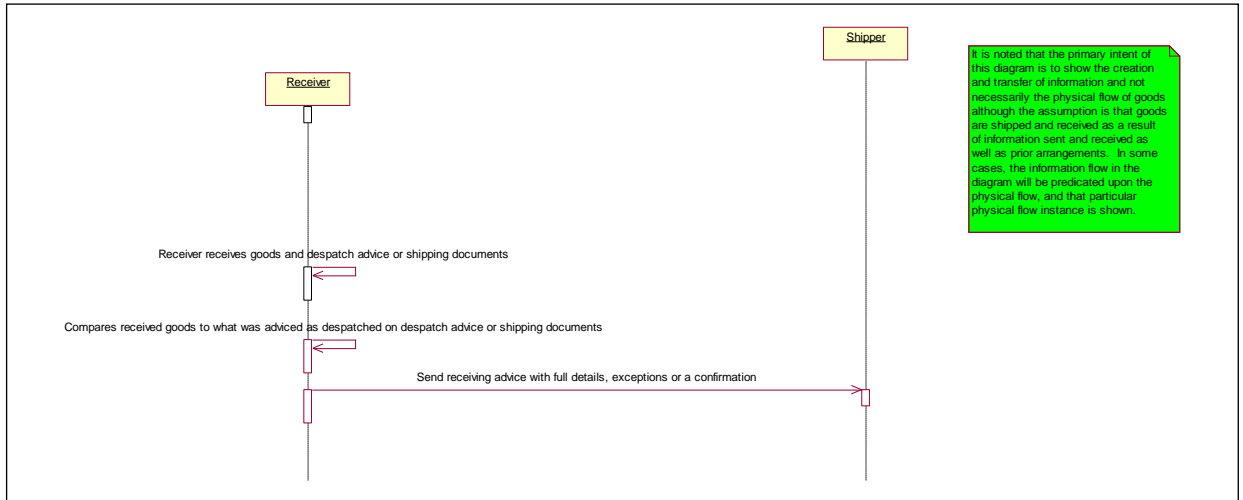 Shipper
Receiver
It is noted that the primary intent of
this diagram is to show the creation
and transfer of information and not
necessarily the physical flow of goods
although the assumption is that goods
are shipped and received as a result
of information sent and received as
well as prior arrangements.  In some
cases, the information flow in the
diagram will be predicated upon the
physical flow, and that particular
physical flow instance is shown.
Receiver receives goods and despatch advice or shipping documents
Compares received goods to what was adviced as despatched on despatch advice or shipping documents
Send receiving advice with full details, exceptions or a confirmation